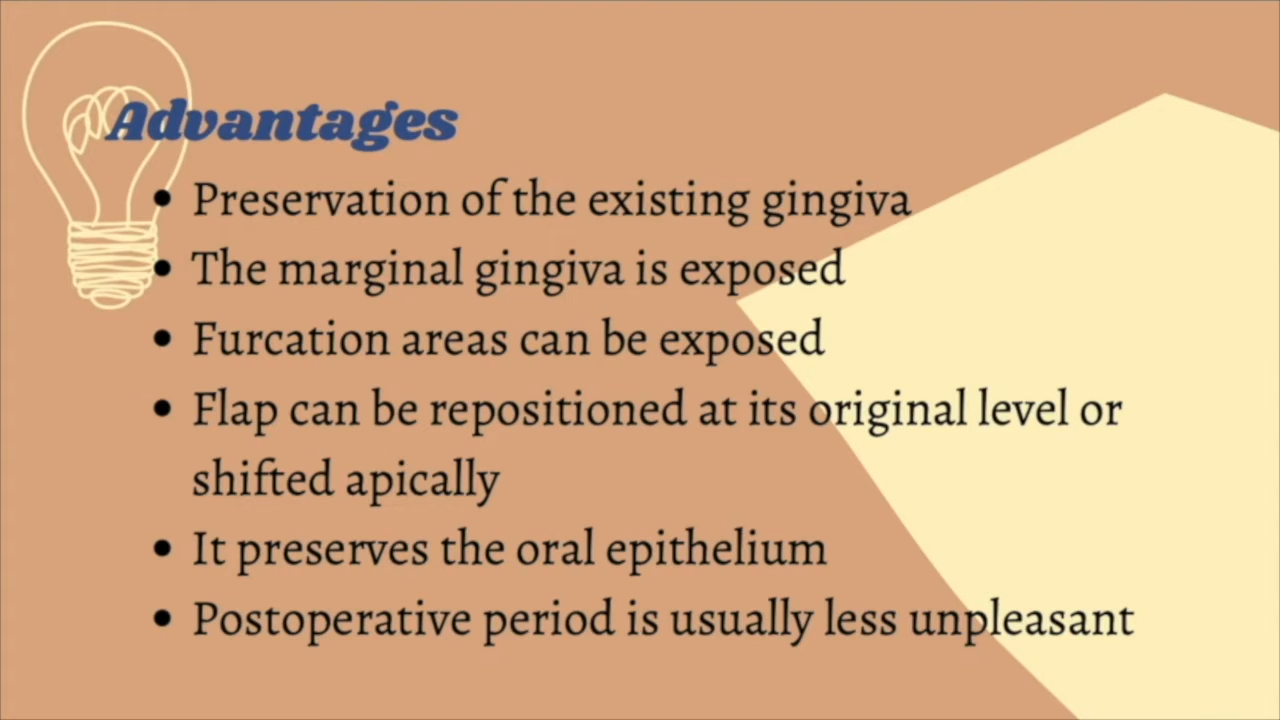 Advantages
• Preservation of the existing gingiva
• The marginal gingiva is exposed
• Furcation areas can be exposed
• Flap can be repositioned at its original level or
shifted apically
• It preserves the oral epithelium
• Postoperative period is usually less unpleasant